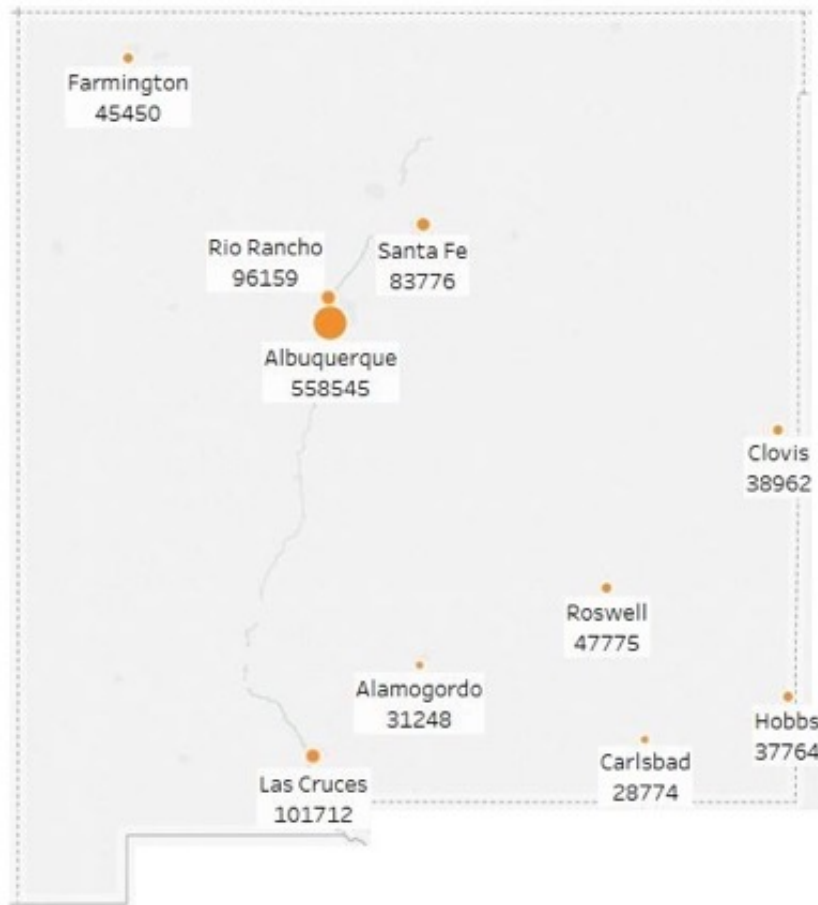 Farmington
45450
Rio Rancho
96159
Santa Fe
83776
Albuquerque
558545
Clovis
38962
Roswell
47775
Alamogordo
31248
Hobbs
37764
Carlsbad
28774
Las Cruces
101712